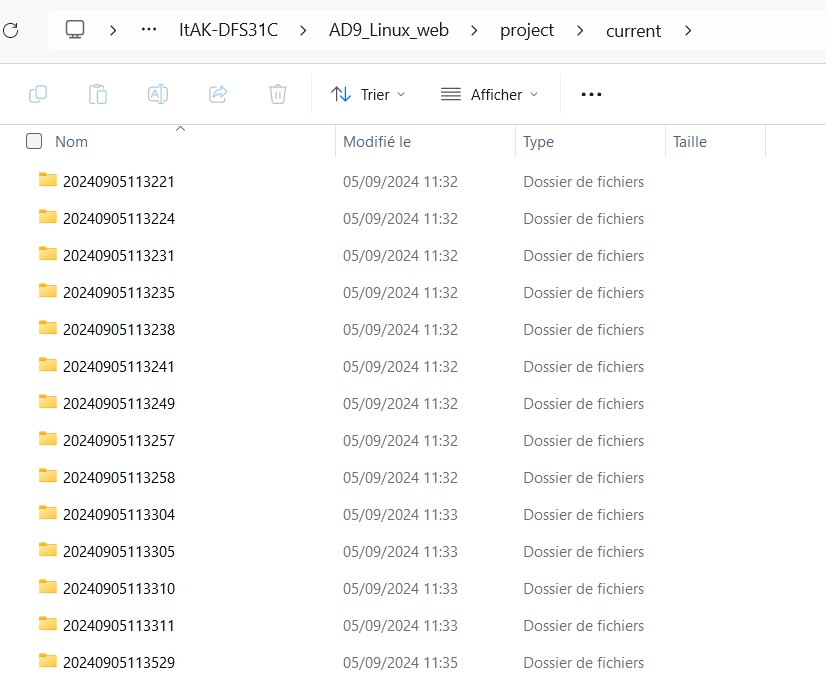 ItAK-DFS31C > AD9_Linux_web > project > current >
Trier Afficher
Nom Modifié le Type Taille
20240905113221 05/09/2024 11:32 Dossier de fichiers
20240905113224 05/09/2024 11:32 Dossier de fichiers
20240905113231 05/09/2024 11:32 Dossier de fichiers
20240905113235 05/09/2024 11:32 Dossier de fichiers
20240905113238 05/09/2024 11:32 Dossier de fichiers
20240905113241 05/09/2024 11:32 Dossier de fichiers
20240905113249 05/09/2024 11:32 Dossier de fichiers
20240905113257 05/09/2024 11:32 Dossier de fichiers
20240905113258 05/09/2024 11:32 Dossier de fichiers
20240905113304 05/09/2024 11:33 Dossier de fichiers
20240905113305 05/09/2024 11:33 Dossier de fichiers
20240905113310 05/09/2024 11:33 Dossier de fichiers
20240905113311 05/09/2024 11:33 Dossier de fichiers
20240905113529 05/09/2024 11:35 Dossier de fichiers